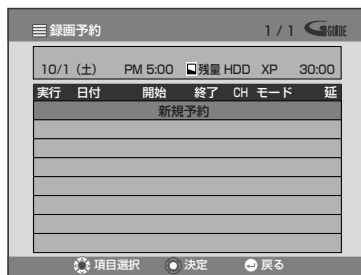 録画予約 1 / 1 GGUIDE
10/1 (土) PM 5:00 残量 HDD XP 30:00
実行 日付 開始 終了 CH モード 延
新規予約
項目選択 決定 戻る